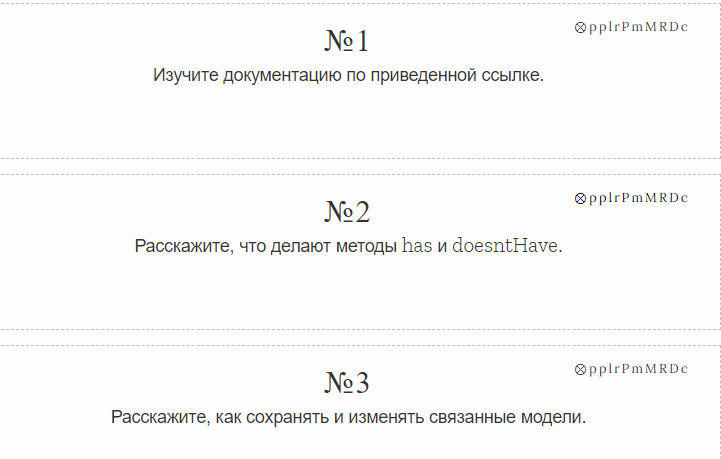 ⊗pplrPmMRDc
№1
Изучите документацию по приведенной ссылке.
⊗pplrPmMRDc
№2
Расскажите, что делают методы has и doesntHave.
⊗pplrPmMRDc
№3
Расскажите, как сохранять и изменять связанные модели.